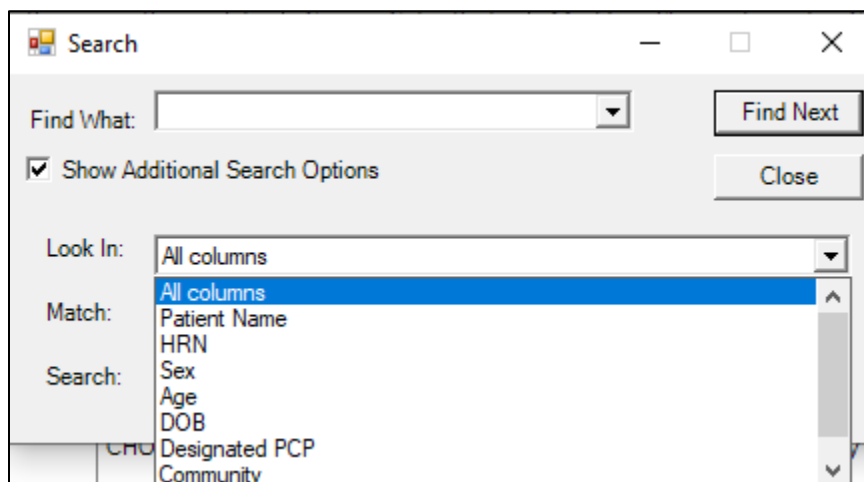 Search
Find What:
Find Next
Show Additional Search Options
Close
Look In:
All columns
All columns
Match:
Patient Name
HRN
Search:
Sex
Age
DOB
Designated PCP
Community